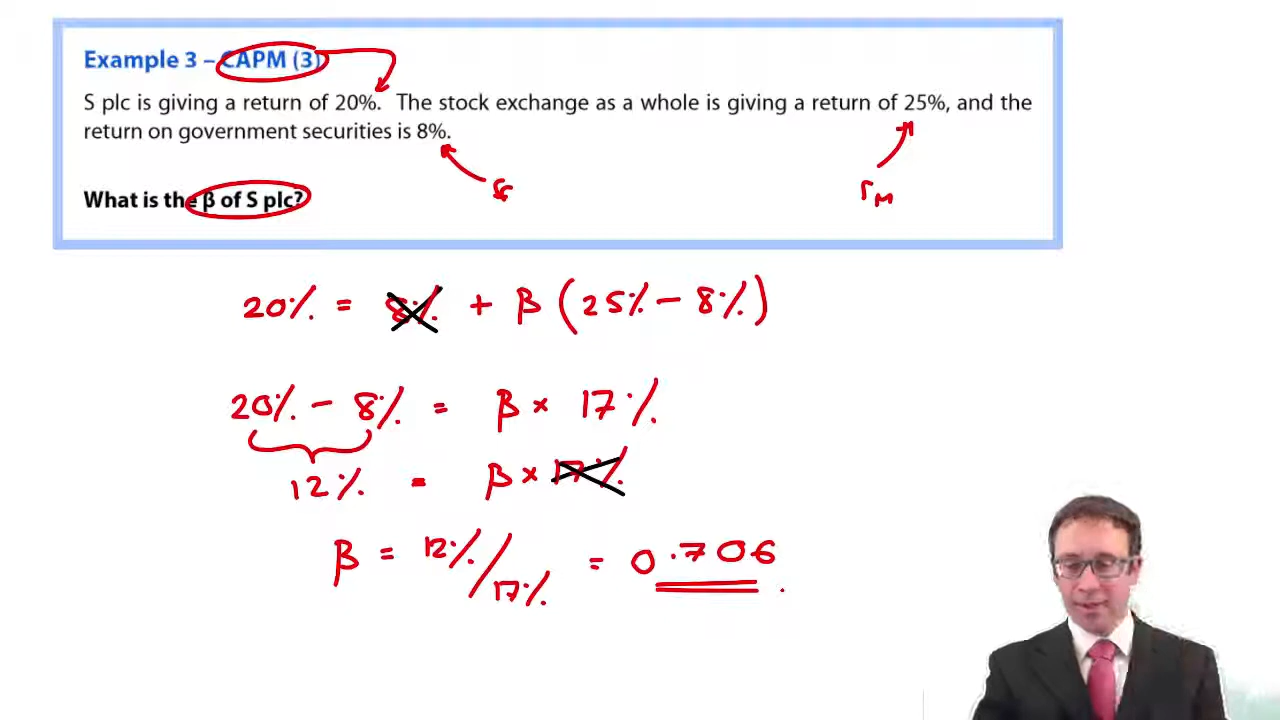 Example 3 – CAPM (3)
S plc is giving a return of 20%. The stock exchange as a whole is giving a return of 25%, and the
return on government securities is 8%.
rf
rM
What is the β of S plc?
20% = 8% + β (25% - 8%)
20% - 8% = β × 17%
12% = β × 17%
β = 12% / 17% = 0.706